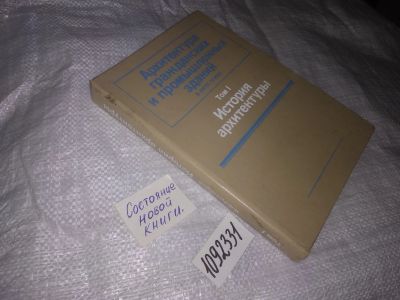 Архитектура
гражданских
и промышленных
зданий
Том I
История
архитектуры
Состояние
новой
книги.
1092331